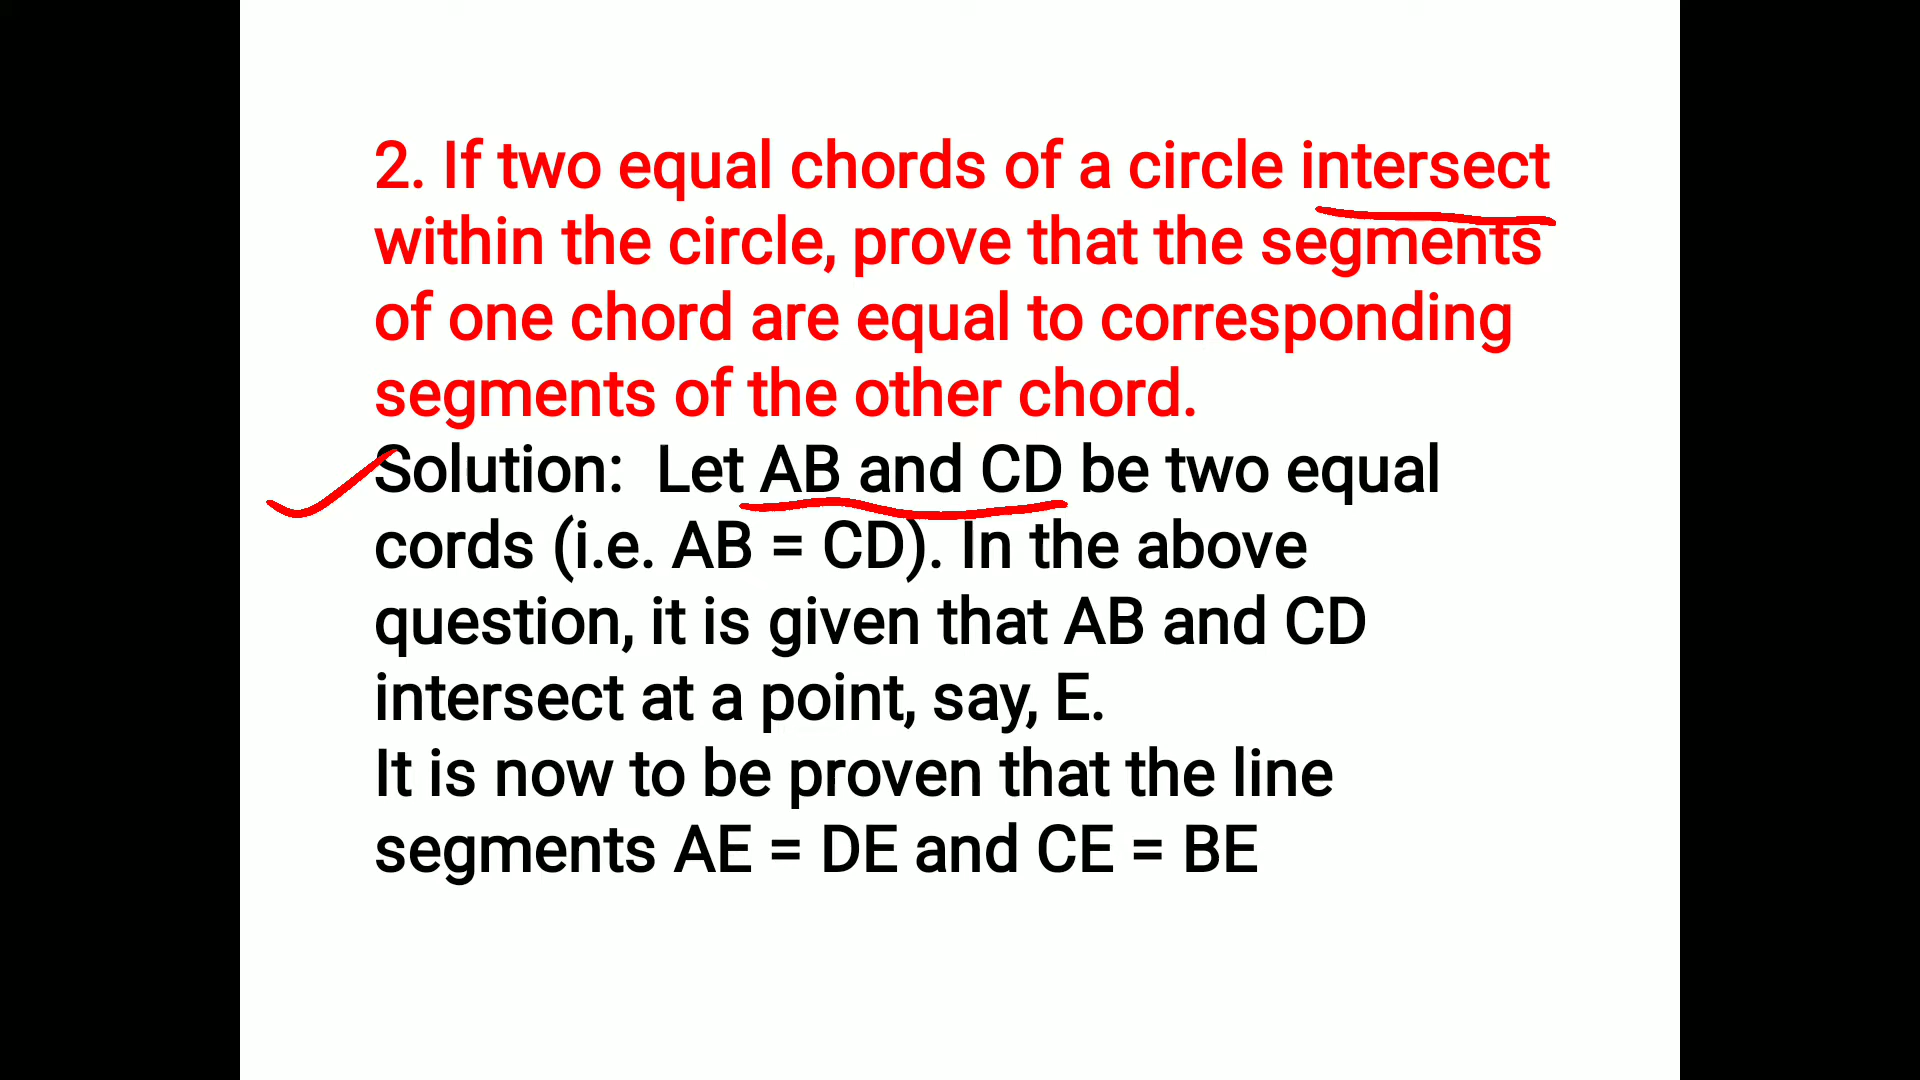 2. If two equal chords of a circle intersect
within the circle, prove that the segments
of one chord are equal to corresponding
segments of the other chord.
Solution:  Let AB and CD be two equal
cords (i.e. AB = CD). In the above
question, it is given that AB and CD
intersect at a point, say, E.
It is now to be proven that the line
segments AE = DE and CE = BE